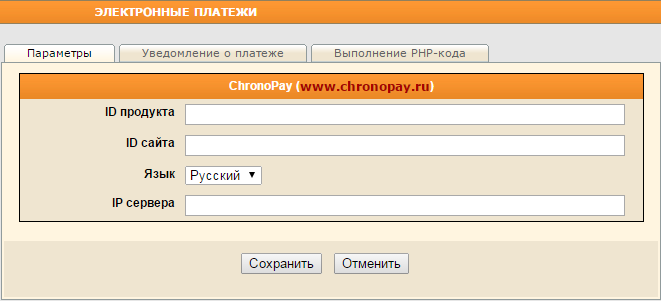 ЭЛЕКТРОННЫЕ ПЛАТЕЖИ
Параметры Уведомление о платеже Выполнение PHP-кода
ChronoPay (www.chronopay.ru)
ID продукта
ID сайта
Язык Русский
IP сервера
Сохранить Отменить